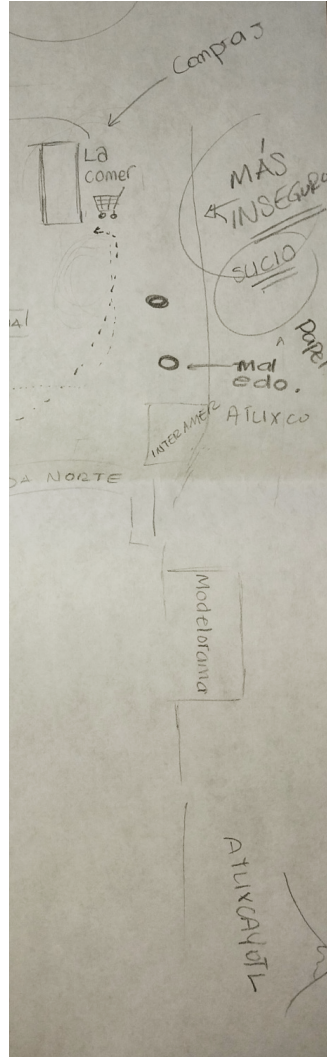 Compras
La
comer
MÁS
INSEGURO
SUCIO
Papel
Mal
edo.
INTERAMER
ATLIXCO
NORTE
Modelorama
ATLIXCAYOTL